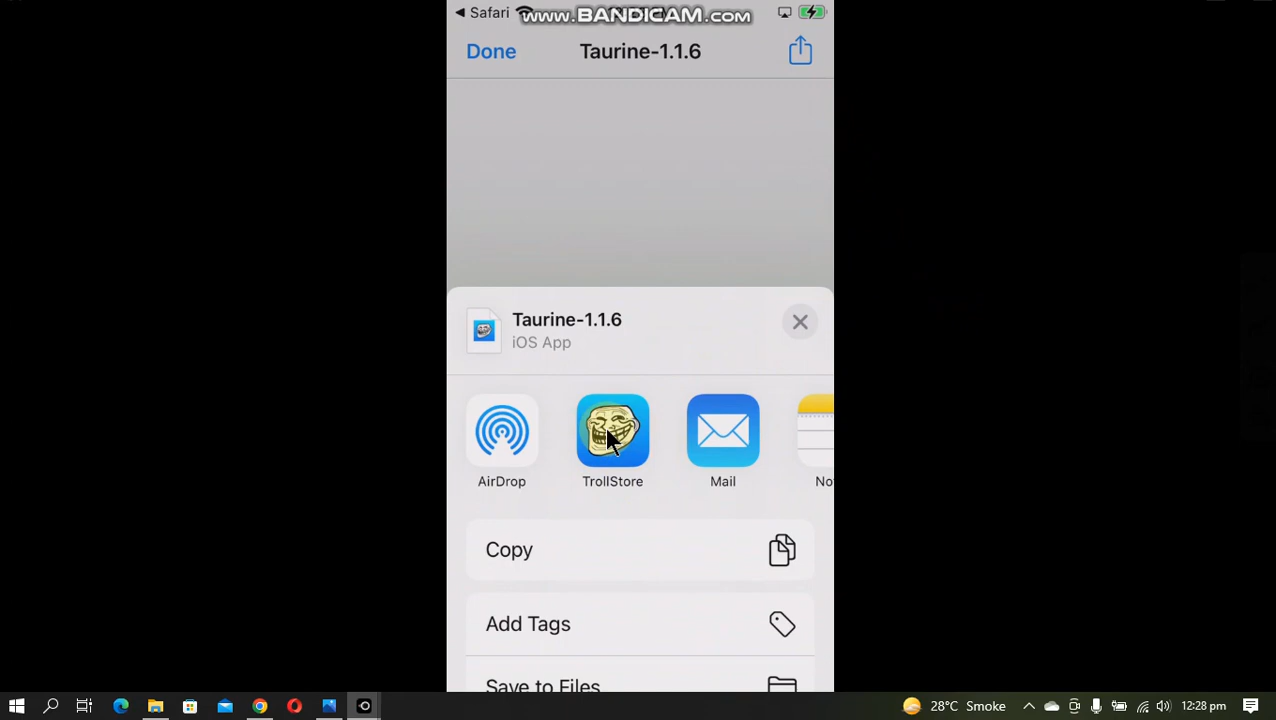 Safari
www.BANDICAM.com
Done
Taurine-1.1.6
Taurine-1.1.6
iOS App
AirDrop
TrollStore
Mail
No
Copy
Add Tags
Save to Files
28°C Smoke
12:28 pm